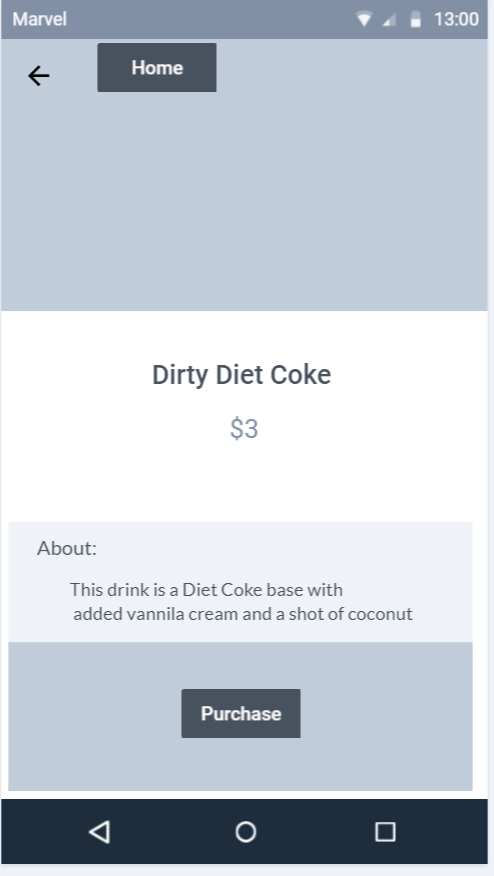 Marvel 13:00
Home
Dirty Diet Coke
$3
About:
This drink is a Diet Coke base with
added vannila cream and a shot of coconut
Purchase